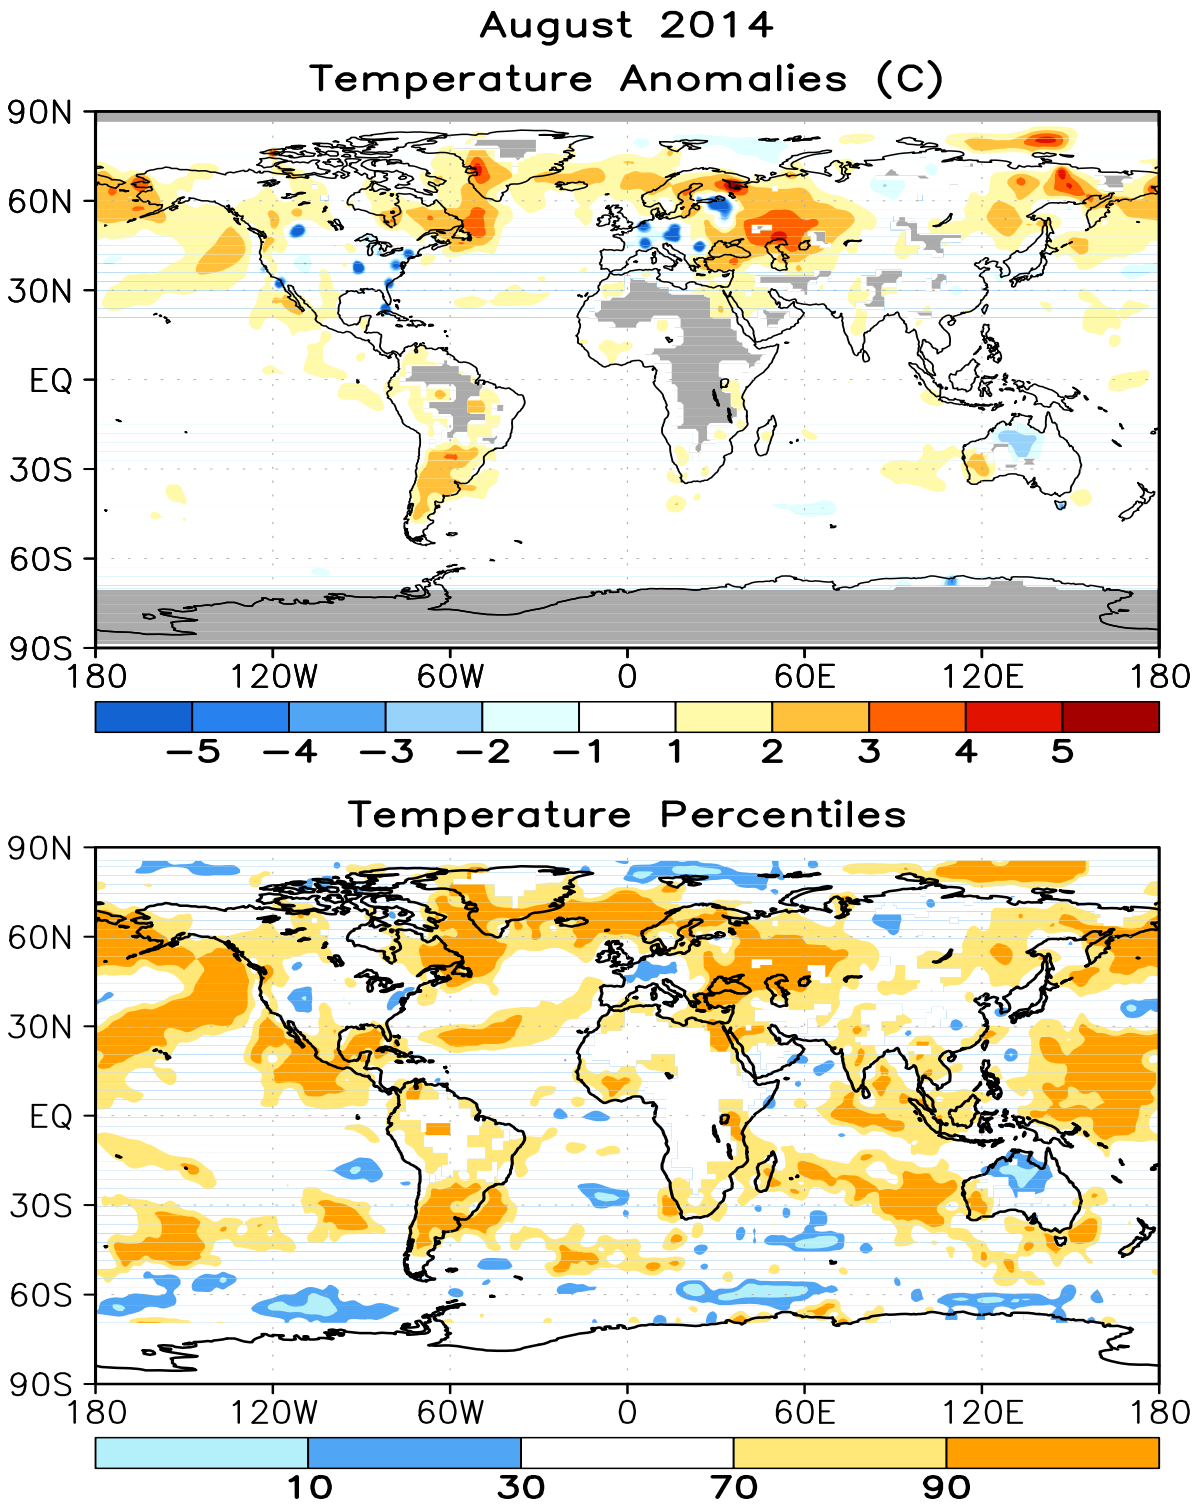 August 2014
Temperature Anomalies (C)
90N
60N
30N
EQ
30S
60S
90S
180 120W 60W 0 60E 120E 180
-5 -4 -3 -2 -1 1 2 3 4 5
Temperature Percentiles
90N
60N
30N
EQ
30S
60S
90S
180 120W 60W 0 60E 120E 180
10 30 70 90